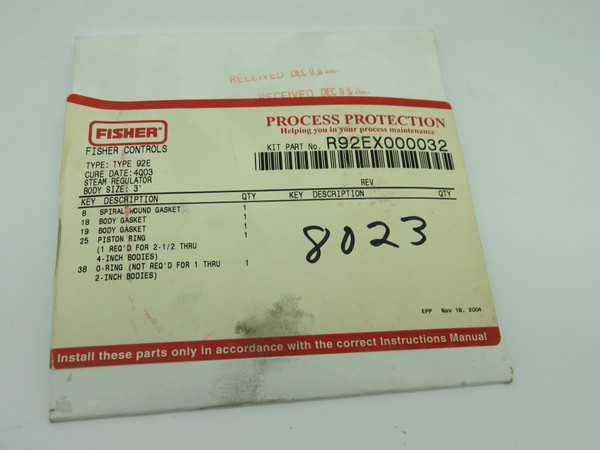 RECEIVED DEC 0 5
RECEIVED DEC 0 5
FISHER®
FISHER CONTROLS
TYPE: TYPE 92E
CURE DATE: 4Q03
STEAM REGULATOR
BODY SIZE: 3'
PROCESS PROTECTION
Helping you in your process maintenance
KIT PART No. R92EX000032
REV
KEY DESCRIPTION QTY KEY DESCRIPTION QTY
8 SPIRAL WOUND GASKET 1
18 BODY GASKET 1
19 BODY GASKET 1
25 PISTON RING 1
(1 REQ'D FOR 2-1/2 THRU
4-INCH BODIES)
38 O-RING (NOT REQ'D FOR 1 THRU 1
2-INCH BODIES)
8023
EPP Nov 18, 2004
Install these parts only in accordance with the correct Instructions Manual